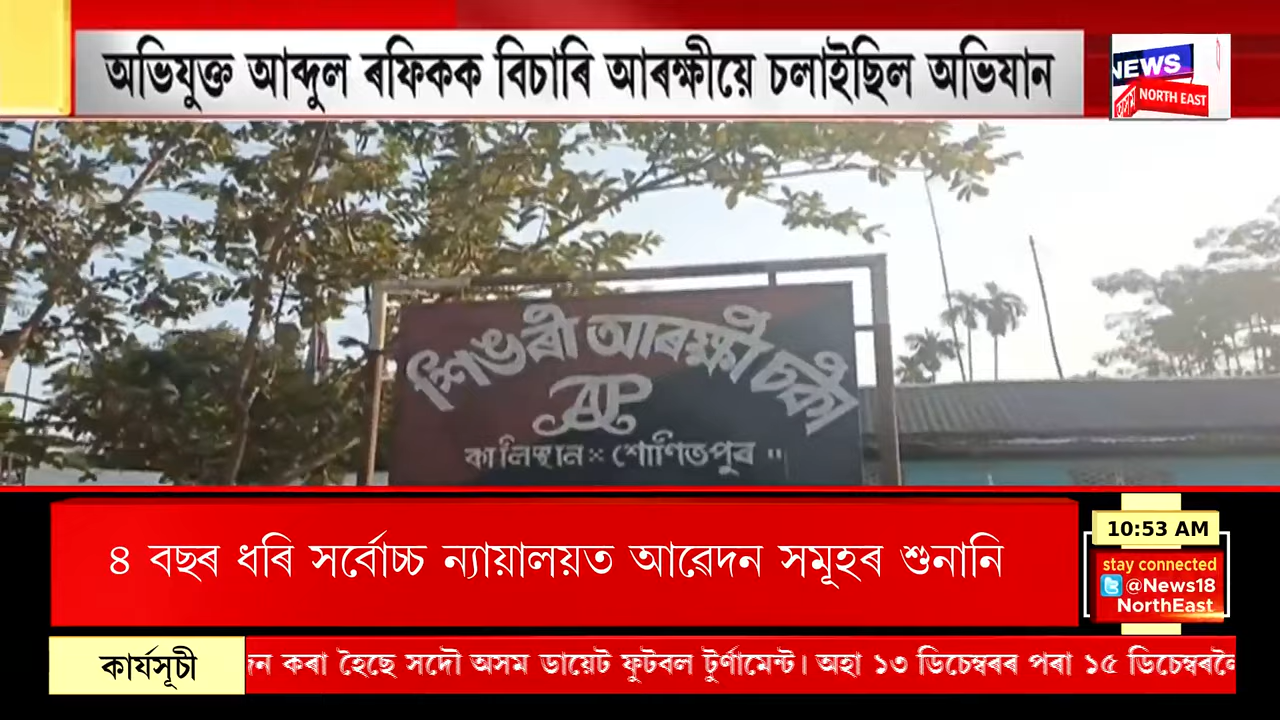 অভিযুক্ত আব্দুল ৰফিকক বিচাৰি আৰক্ষীয়ে চলাইছিল অভিযান
NEWS
NORTH EAST
আৰক্ষী চকী
AP
কালিস্থান × শোণিতপুৰ "
৪ বছৰ ধৰি সৰ্বোচ্চ ন্যায়ালয়ত আৱেদন সমূহৰ শুনানি
10:53 AM
stay connected
@News18
NorthEast
কাৰ্যসূচী
কৰা হৈছে সদৌ অসম ডায়েট ফুটবল টুৰ্ণামেন্ট। অহা ১৩ ডিচেম্বৰৰ পৰা ১৫ ডিচেম্বৰলৈ